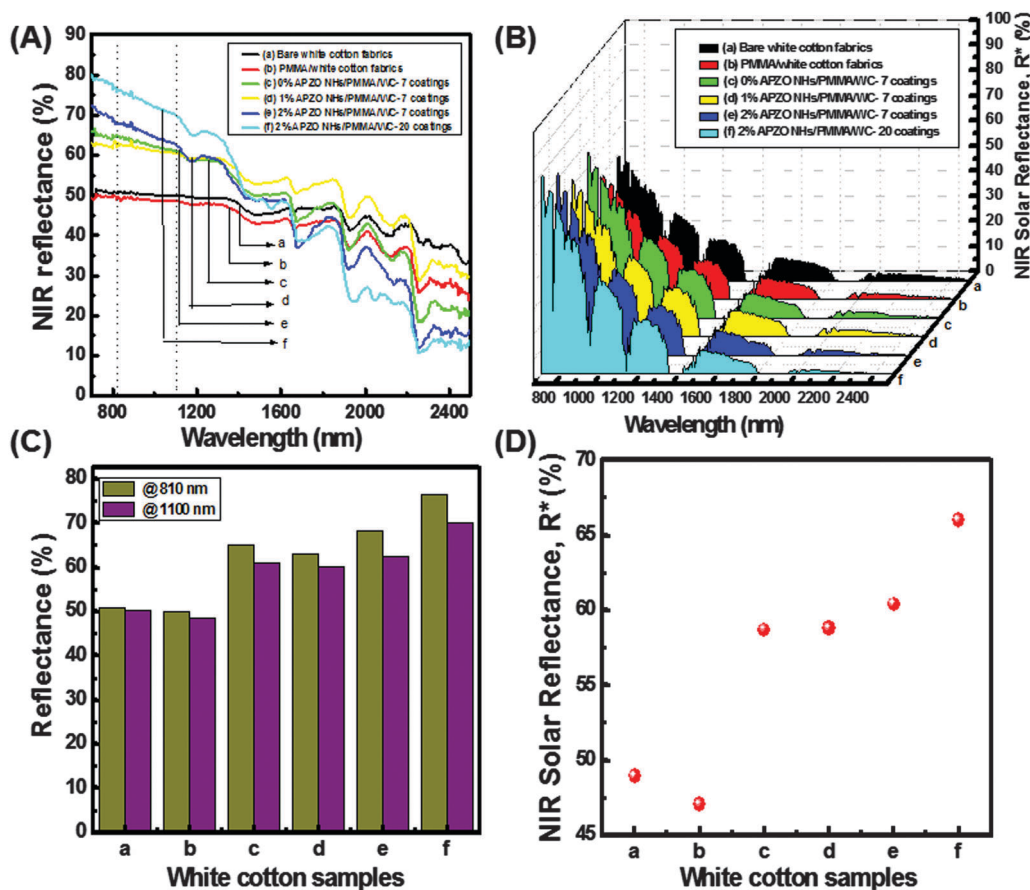 (A)
NIR reflectance (%)
90
80
70
60
50
40
30
20
10
0
(a) Bare white cotton fabrics
(b) PMMA/white cotton fabrics
(c) 0% APZO NHs/PMMA/WC- 7 coatings
(d) 1% APZO NHs/PMMA/WC- 7 coatings
(e) 2% APZO NHs/PMMA/WC- 7 coatings
(f) 2% APZO NHs/PMMA/WC- 20 coatings
a
b
c
d
e
f
800 1200 1600 2000 2400
Wavelength (nm)
(B)
(a) Bare white cotton fabrics
(b) PMMA/white cotton fabrics
(c) 0% APZO NHs/PMMA/WC- 7 coatings
(d) 1% APZO NHs/PMMA/WC- 7 coatings
(e) 2% APZO NHs/PMMA/WC- 7 coatings
(f) 2% APZO NHs/PMMA/WC- 20 coatings
100
90
80
70
60
50
40
30
20
10
0
NIR Solar Reflectance, R* (%)
a
b
c
d
e
f
800 1000 1200 1400 1600 1800 2000 2200 2400
Wavelength (nm)
(C)
Reflectance (%)
80
70
60
50
40
30
20
10
0
@810 nm
@1100 nm
a b c d e f
White cotton samples
(D)
NIR Solar Reflectance, R* (%)
70
65
60
55
50
45
a b c d e f
White cotton samples